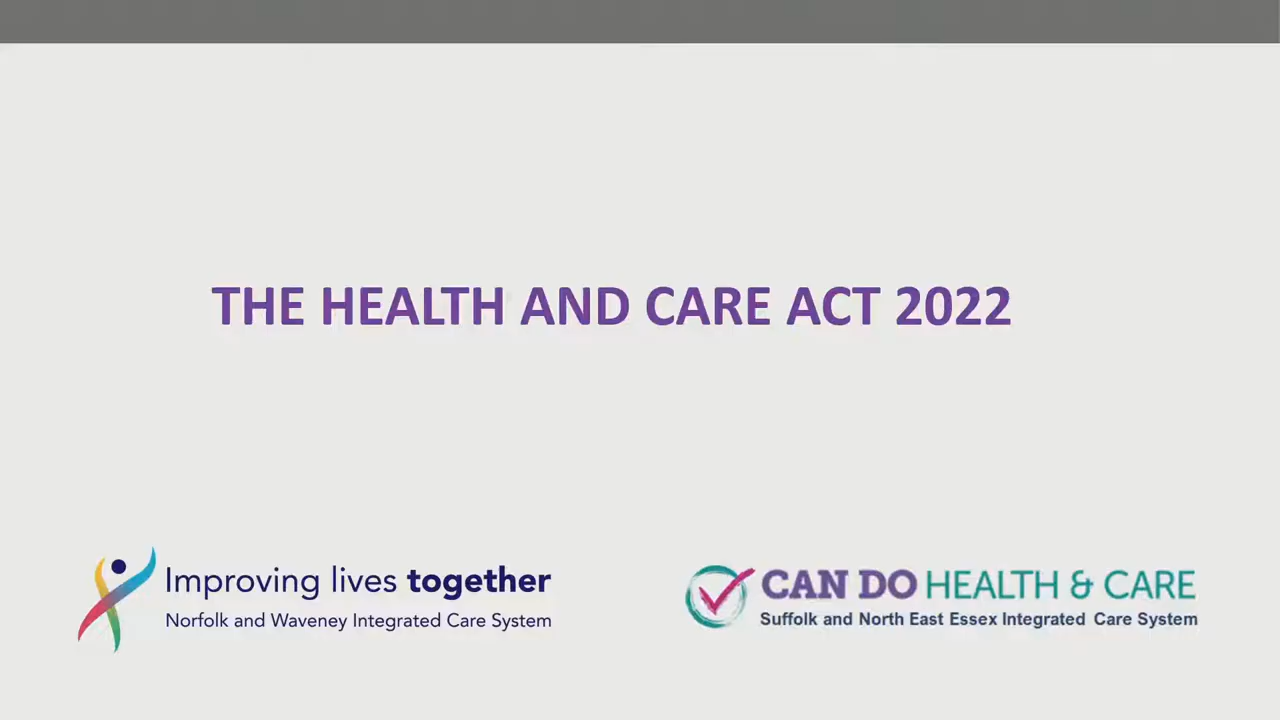 THE HEALTH AND CARE ACT 2022
Improving lives together
Norfolk and Waveney Integrated Care System
CAN DO HEALTH & CARE
Suffolk and North East Essex Integrated Care System